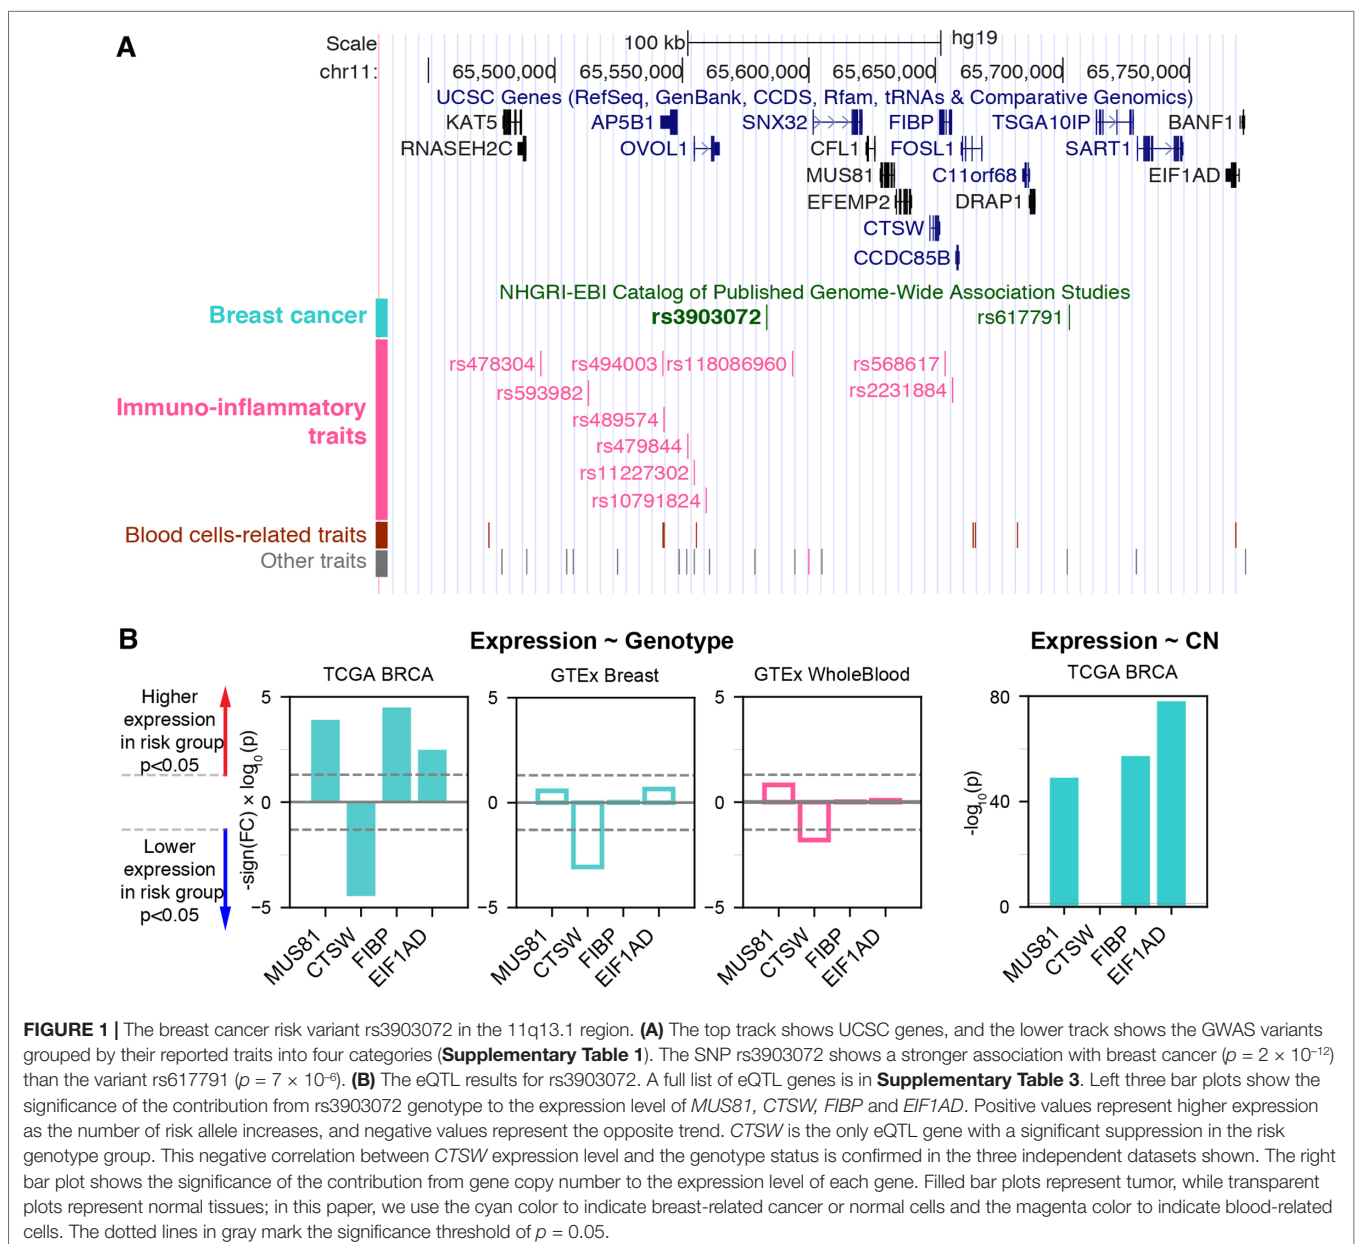 A
Scale 100 kb hg19
chr11: 65,500,000 65,550,000 65,600,000 65,650,000 65,700,000 65,750,000
UCSC Genes (RefSeq, GenBank, CCDS, Rfam, tRNAs & Comparative Genomics)
KAT5 AP5B1 SNX32 FIBP TSGA10IP BANF1
RNASEH2C OVOL1 CFL1 FOSL1 SART1
MUS81 C11orf68 EIF1AD
EFEMP2 DRAP1
CTSW
CCDC85B
NHGRI-EBI Catalog of Published Genome-Wide Association Studies
Breast cancer rs3903072 rs617791
rs478304 rs494003 rs118086960 rs568617
rs593982 rs2231884
Immuno-inflammatory
traits
rs489574
rs479844
rs11227302
rs10791824
Blood cells-related traits
Other traits
B
Expression ~ Genotype Expression ~ CN
TCGA BRCA GTEx Breast GTEx WholeBlood TCGA BRCA
Higher
expression
in risk group
p<0.05
Lower
expression
in risk group
p<0.05
-sign(FC) × log10(p)
5
0
−5
MUS81 CTSW FIBP EIF1AD
5
0
−5
MUS81 CTSW FIBP EIF1AD
5
0
−5
MUS81 CTSW FIBP EIF1AD
-log10(p)
80
40
0
MUS81 CTSW FIBP EIF1AD
FIGURE 1 | The breast cancer risk variant rs3903072 in the 11q13.1 region. (A) The top track shows UCSC genes, and the lower track shows the GWAS variants
grouped by their reported traits into four categories (Supplementary Table 1). The SNP rs3903072 shows a stronger association with breast cancer (p = 2 × 10–12)
than the variant rs617791 (p = 7 × 10–6). (B) The eQTL results for rs3903072. A full list of eQTL genes is in Supplementary Table 3. Left three bar plots show the
significance of the contribution from rs3903072 genotype to the expression level of MUS81, CTSW, FIBP and EIF1AD. Positive values represent higher expression
as the number of risk allele increases, and negative values represent the opposite trend. CTSW is the only eQTL gene with a significant suppression in the risk
genotype group. This negative correlation between CTSW expression level and the genotype status is confirmed in the three independent datasets shown. The right
bar plot shows the significance of the contribution from gene copy number to the expression level of each gene. Filled bar plots represent tumor, while transparent
plots represent normal tissues; in this paper, we use the cyan color to indicate breast-related cancer or normal cells and the magenta color to indicate blood-related
cells. The dotted lines in gray mark the significance threshold of p = 0.05.